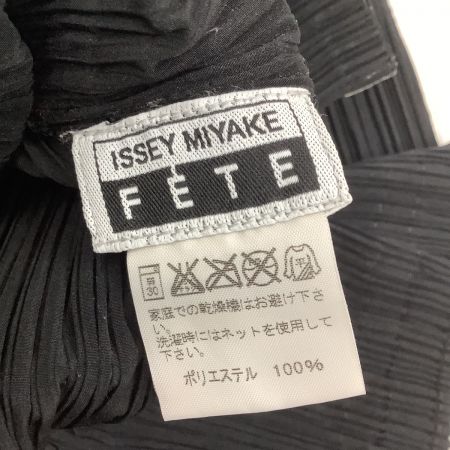 ISSEY MIYAKE
FÊTE
家庭での乾燥機はお避け下さ
い。
洗濯時にはネットを使用して
下さい。
ポリエステル 100%